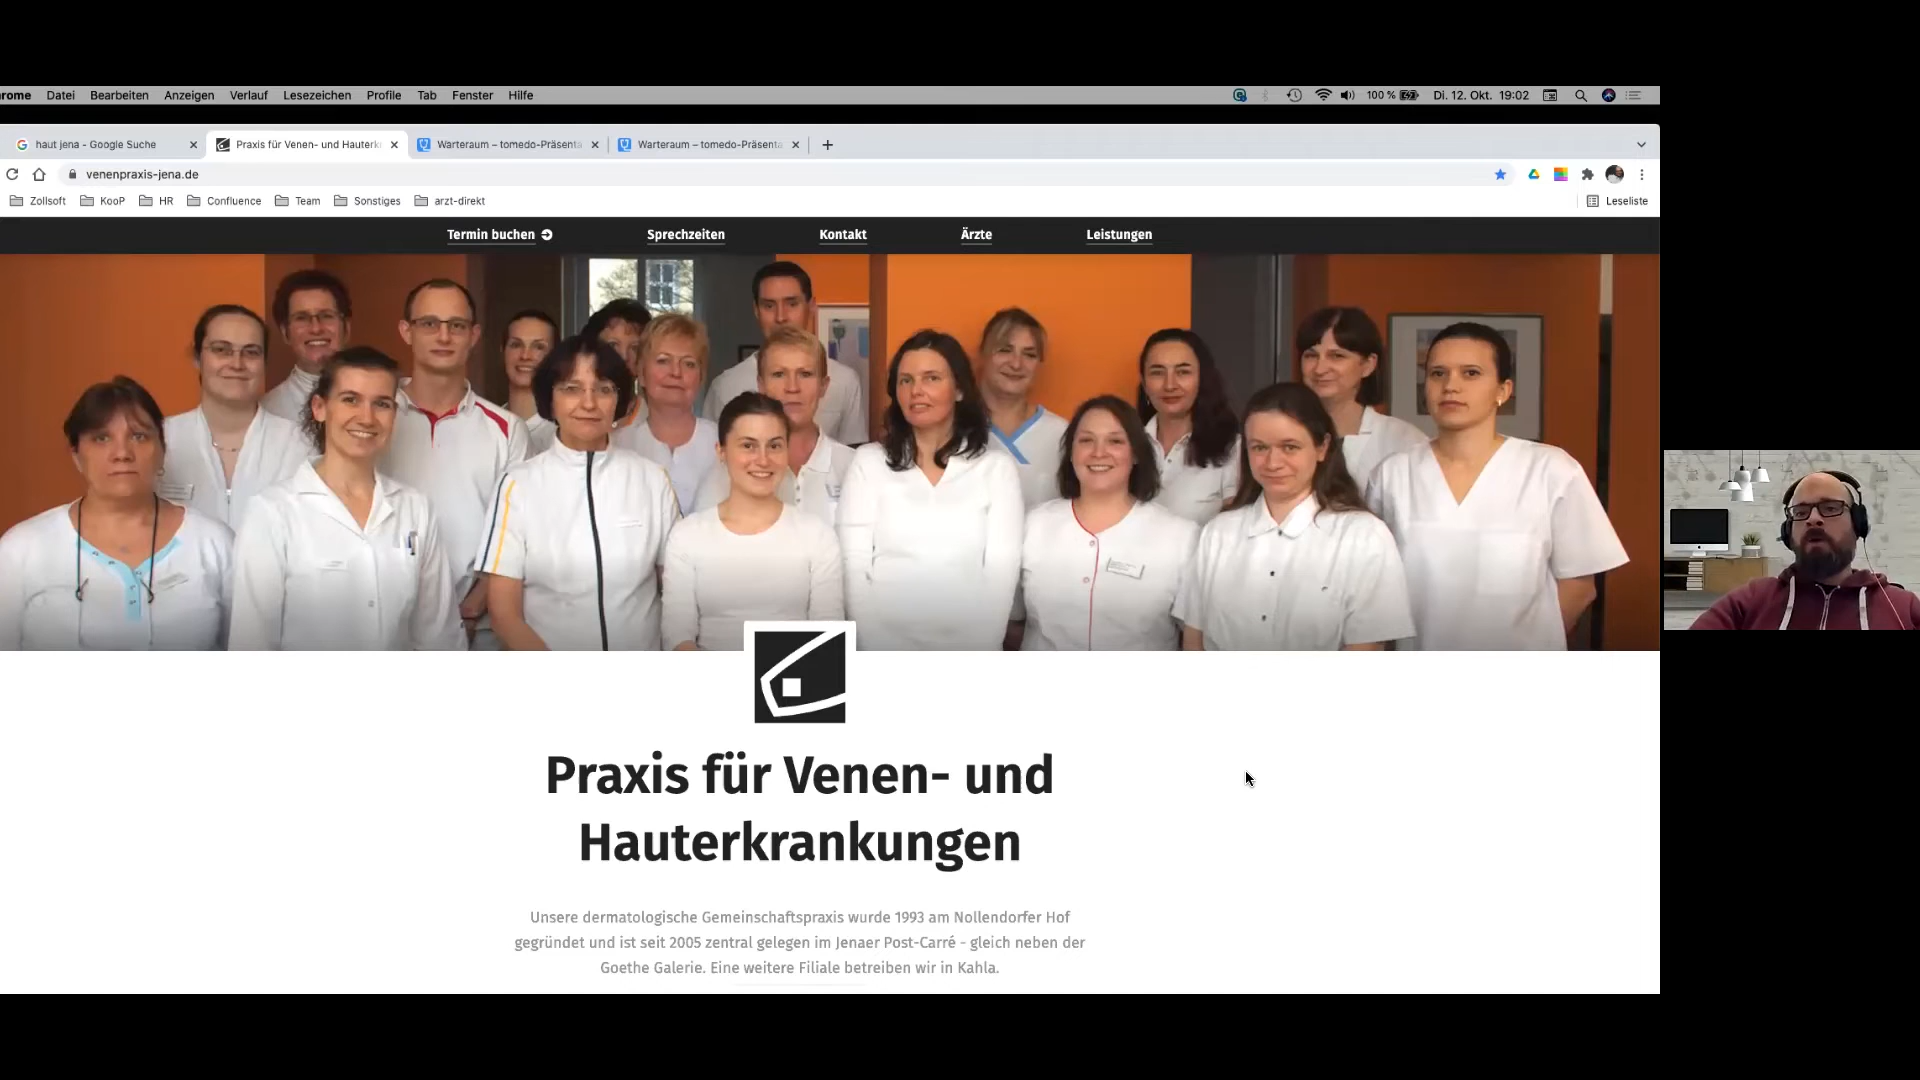 rome Datei Bearbeiten Anzeigen Verlauf Lesezeichen Profile Tab Fenster Hilfe 100 % Di. 12. Okt. 19:02
haut jena - Google Suche Praxis für Venen- und Hauterk Warteraum – tomedo-Präsenta Warteraum – tomedo-Präsenta
venenpraxis-jena.de
Zollsoft KooP HR Confluence Team Sonstiges arzt-direkt Leseliste
Termin buchen Sprechzeiten Kontakt Ärzte Leistungen
Praxis für Venen- und
Hauterkrankungen
Unsere dermatologische Gemeinschaftspraxis wurde 1993 am Nollendorfer Hof
gegründet und ist seit 2005 zentral gelegen im Jenaer Post-Carré - gleich neben der
Goethe Galerie. Eine weitere Filiale betreiben wir in Kahla.